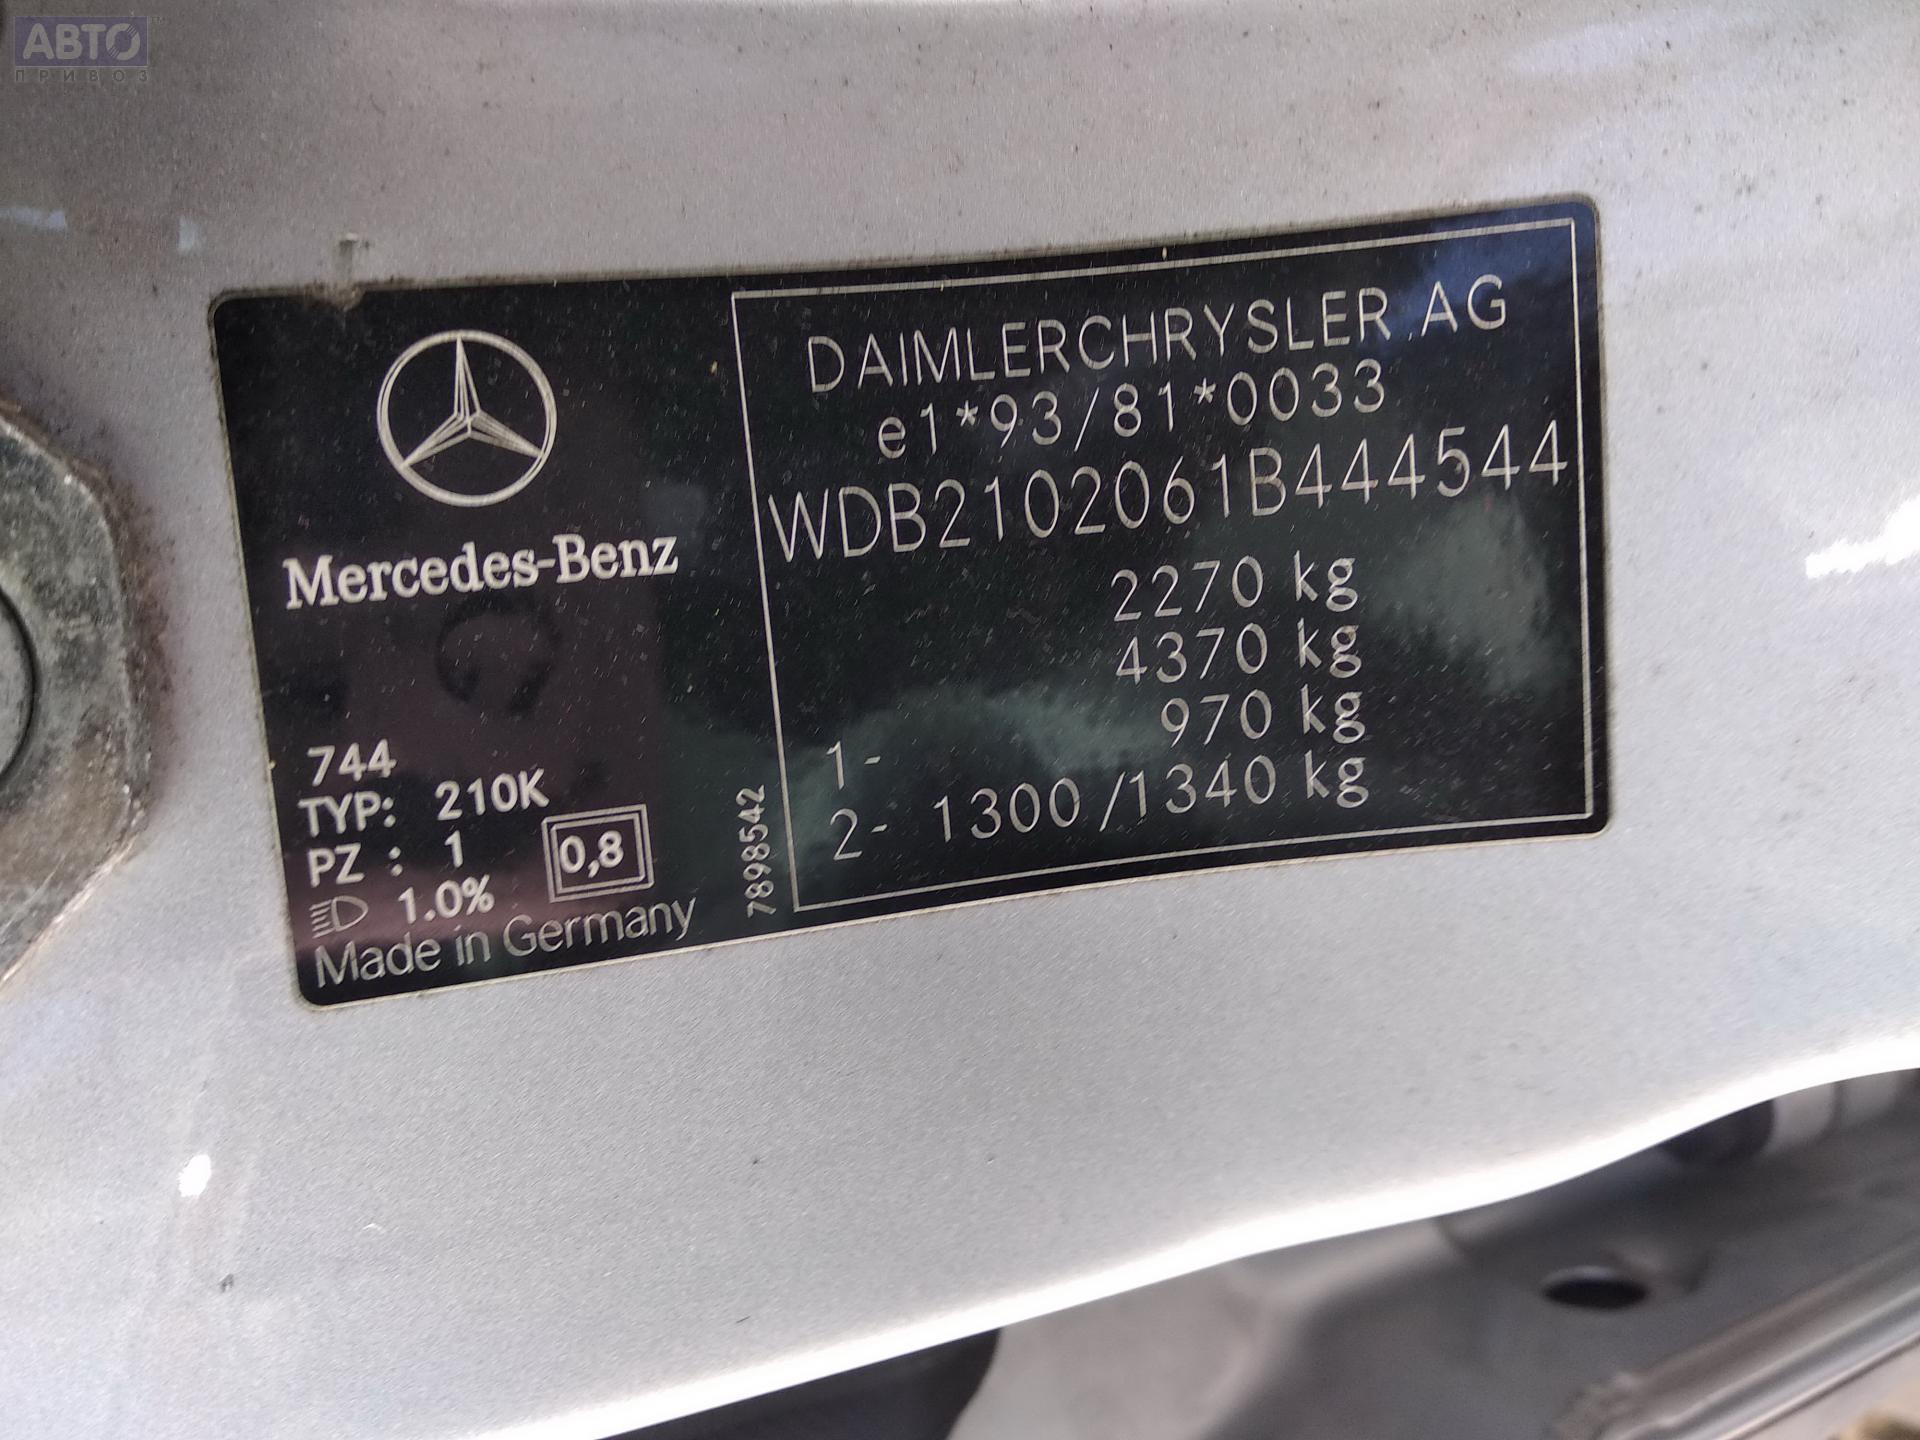 АВТО
ПРИВОЗ
Mercedes-Benz
744
TYP: 210K
PZ : 1
0,8
1.0%
Made in Germany
7898542
DAIMLERCHRYSLER AG
e1*93/81*0033
WDB2102061B444544
2270 kg
4370 kg
1- 970 kg
2- 1300/1340 kg